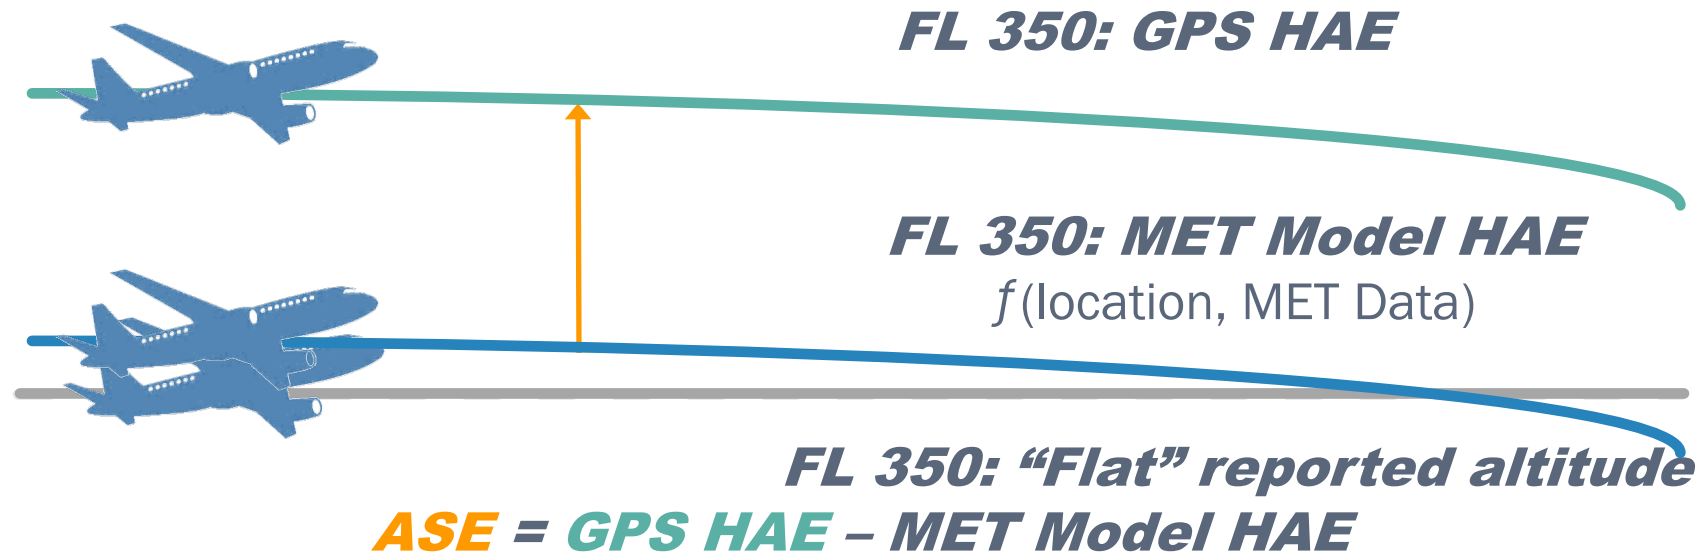 FL 350: GPS HAE
FL 350: MET Model HAE
f(location, MET Data)
FL 350: “Flat” reported altitude
ASE = GPS HAE – MET Model HAE